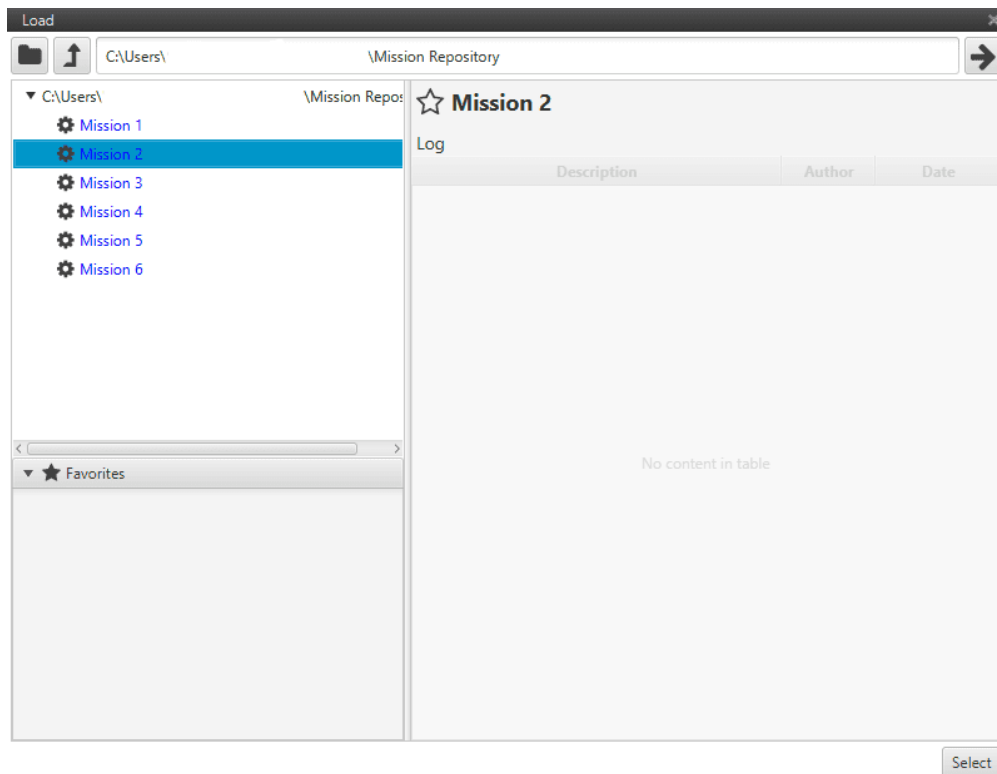 Load
C:\Users\ \Mission Repository
C:\Users\ \Mission Repos
Mission 1
Mission 2
Mission 3
Mission 4
Mission 5
Mission 6
Favorites
Mission 2
Log
Description Author Date
No content in table
Select